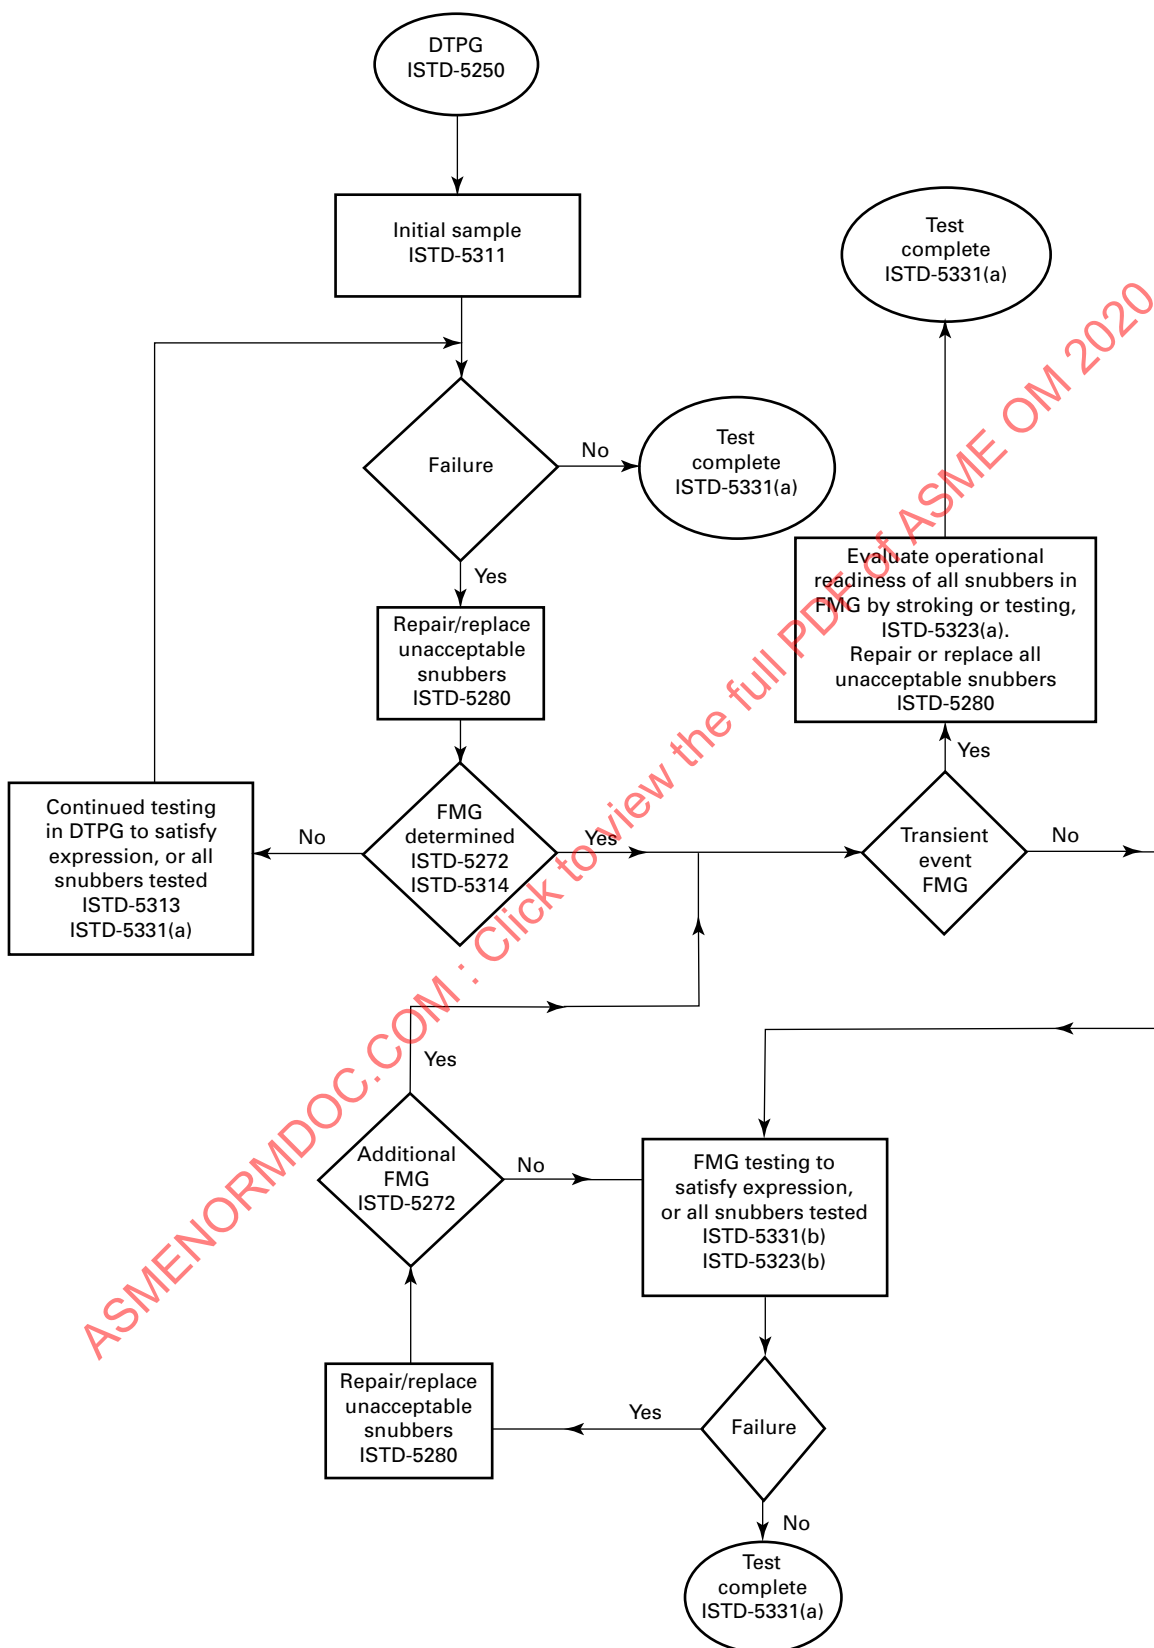 DTPG
ISTD-5250
Initial sample
ISTD-5311
Failure
No
Test
complete
ISTD-5331(a)
Yes
Repair/replace
unacceptable
snubbers
ISTD-5280
FMG
determined
ISTD-5272
ISTD-5314
No
Continued testing
in DTPG to satisfy
expression, or all
snubbers tested
ISTD-5313
ISTD-5331(a)
Yes
Transient
event
FMG
Yes
Evaluate operational
readiness of all snubbers in
FMG by stroking or testing,
ISTD-5323(a).
Repair or replace all
unacceptable snubbers
ISTD-5280
Test
complete
ISTD-5331(a)
No
FMG testing to
satisfy expression,
or all snubbers tested
ISTD-5331(b)
ISTD-5323(b)
Failure
Yes
Repair/replace
unacceptable
snubbers
ISTD-5280
Additional
FMG
ISTD-5272
Yes
No
No
Test
complete
ISTD-5331(a)
ASMENORMDOC.COM : Click to view the full PDF of ASME OM 2020